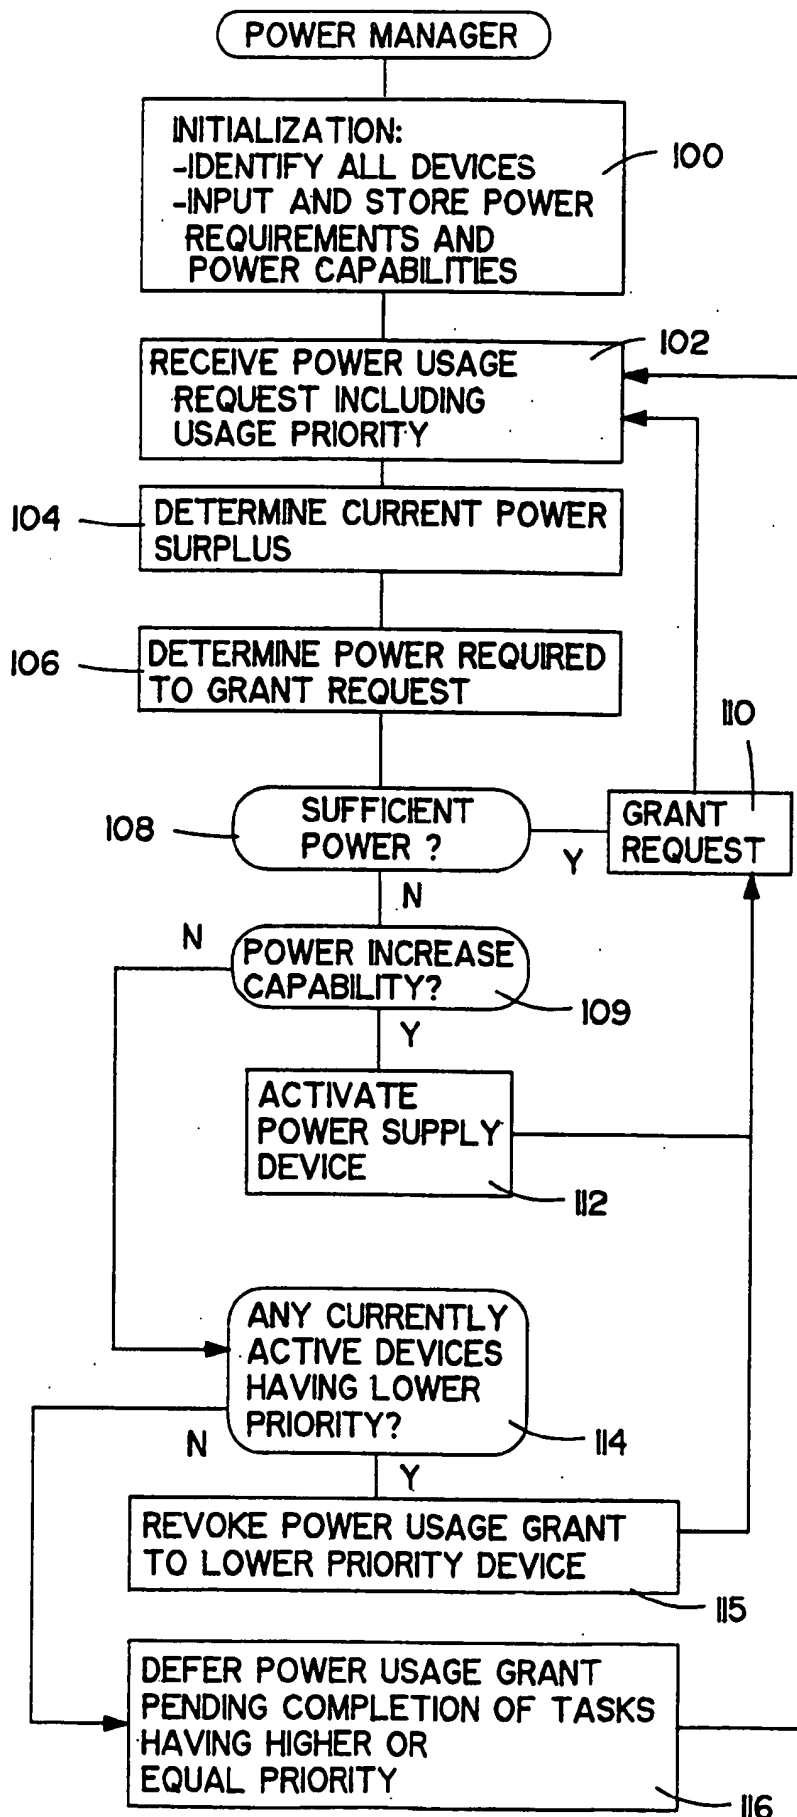 POWER MANAGER
INITIALIZATION:
-IDENTIFY ALL DEVICES
-INPUT AND STORE POWER
REQUIREMENTS AND
POWER CAPABILITIES
100
RECEIVE POWER USAGE
REQUEST INCLUDING
USAGE PRIORITY
102
104
DETERMINE CURRENT POWER
SURPLUS
106
DETERMINE POWER REQUIRED
TO GRANT REQUEST
110
108
SUFFICIENT
POWER ?
Y
GRANT
REQUEST
N
N
POWER INCREASE
CAPABILITY?
109
Y
ACTIVATE
POWER SUPPLY
DEVICE
112
ANY CURRENTLY
ACTIVE DEVICES
HAVING LOWER
PRIORITY?
114
N
Y
REVOKE POWER USAGE GRANT
TO LOWER PRIORITY DEVICE
115
DEFER POWER USAGE GRANT
PENDING COMPLETION OF TASKS
HAVING HIGHER OR
EQUAL PRIORITY
116